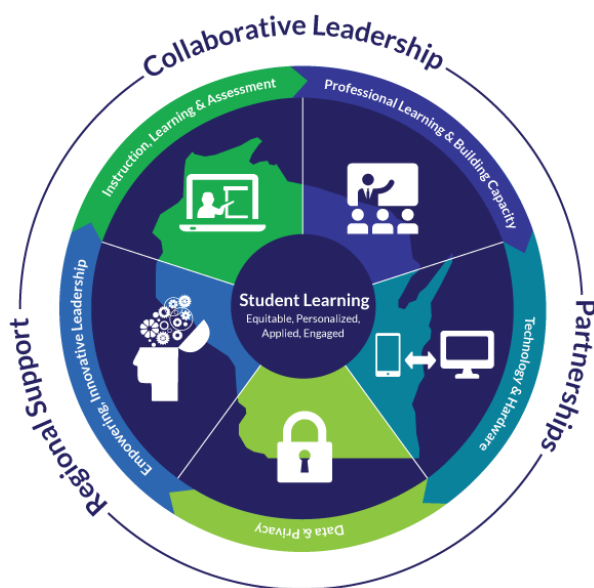 Collaborative Leadership
Instruction, Learning & Assessment
Professional Learning & Building Capacity
Student Learning
Equitable, Personalized,
Applied, Engaged
Empowering, Innovative Leadership
Technology & Hardware
Data & Privacy
Regional Support
Partnerships